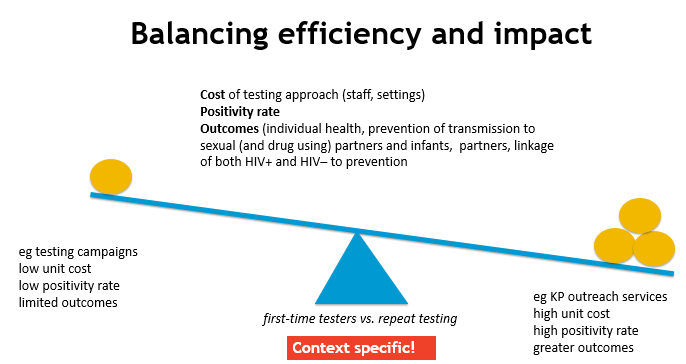 Balancing efficiency and impact
Cost of testing approach (staff, settings)
Positivity rate
Outcomes (individual health, prevention of transmission to
sexual (and drug using) partners and infants,  partners, linkage
of both HIV+ and HIV– to prevention
eg testing campaigns
low unit cost
low positivity rate
limited outcomes
eg KP outreach services
high unit cost
high positivity rate
greater outcomes
first-time testers vs. repeat testing
Context specific!